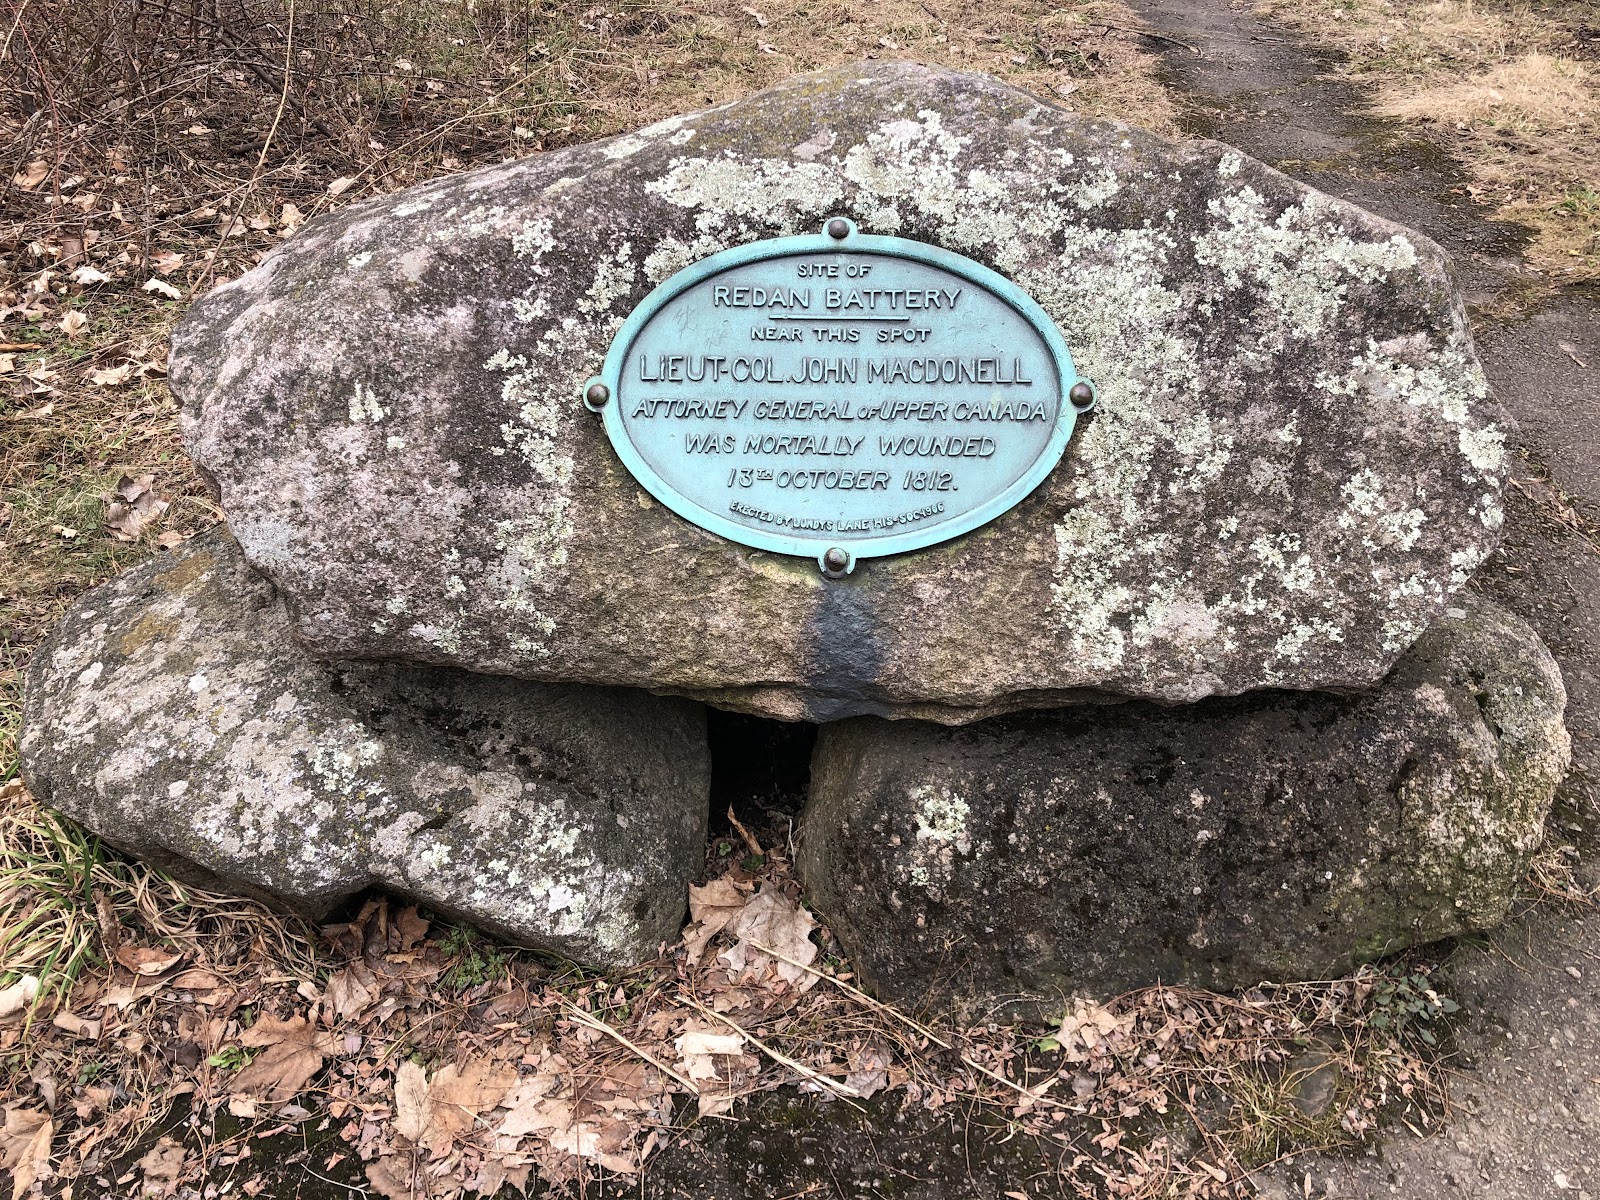 SITE OF
REDAN BATTERY
NEAR THIS SPOT
LIEUT-COL. JOHN MACDONELL
ATTORNEY GENERAL OF UPPER CANADA
WAS MORTALLY WOUNDED
13TH OCTOBER 1812.
ERECTED BY LUNDYS LANE HIS-SOC-1906